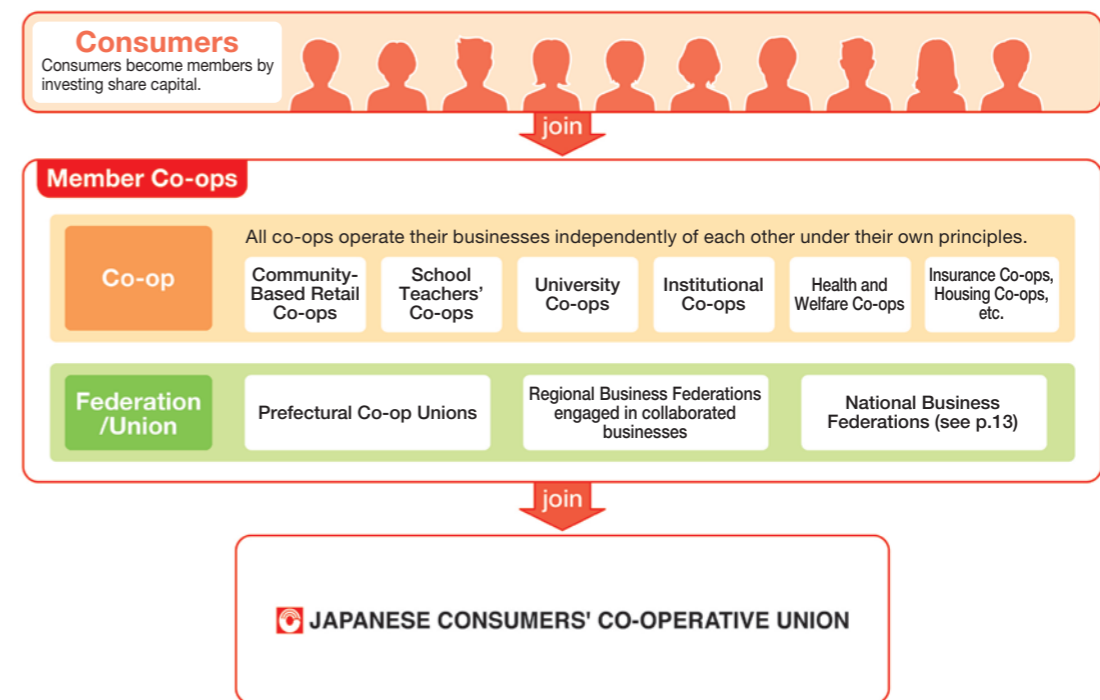 Consumers
Consumers become members by
investing share capital.
join
Member Co-ops
Co-op
All co-ops operate their businesses independently of each other under their own principles.
Community-
Based Retail
Co-ops
School
Teachers’
Co-ops
University
Co-ops
Institutional
Co-ops
Health and
Welfare Co-ops
Insurance Co-ops,
Housing Co-ops,
etc.
Federation
/Union
Prefectural Co-op Unions
Regional Business Federations
engaged in collaborated
businesses
National Business
Federations (see p.13)
join
JAPANESE CONSUMERS' CO-OPERATIVE UNION